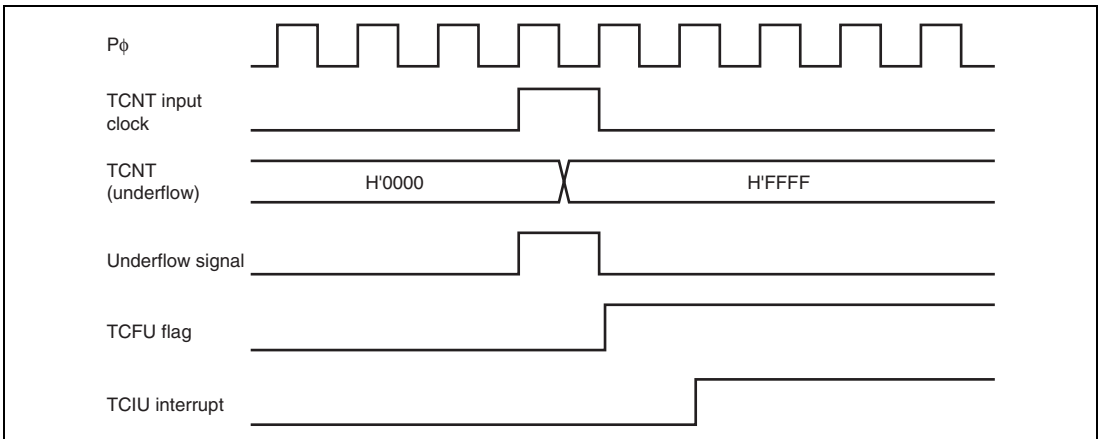 Pϕ
TCNT input
clock
TCNT
(underflow)
H'0000
H'FFFF
Underflow signal
TCFU flag
TCIU interrupt